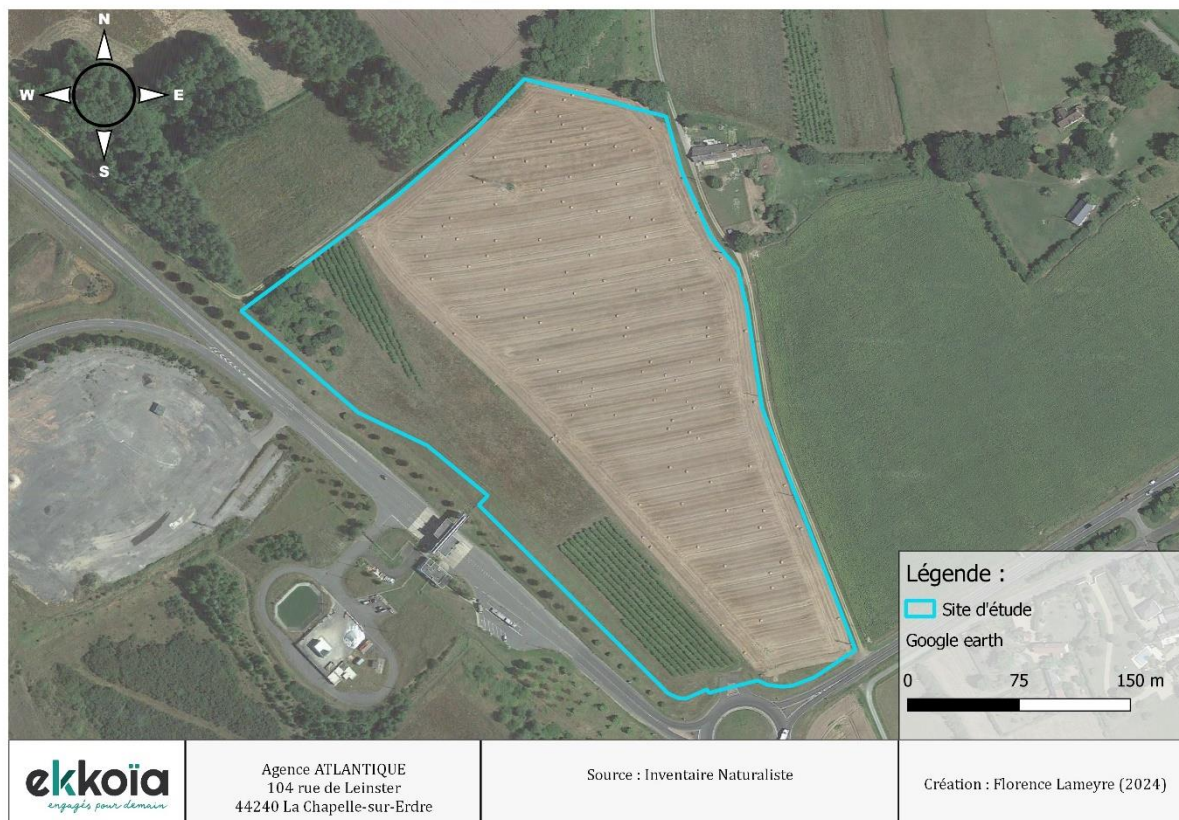 N
W
E
S
Légende :
Site d'étude
Google earth
0 75 150 m
ekkoïa
engagés pour demain
Agence ATLANTIQUE
104 rue de Leinster
44240 La Chapelle-sur-Erdre
Source : Inventaire Naturaliste
Création : Florence Lameyre (2024)